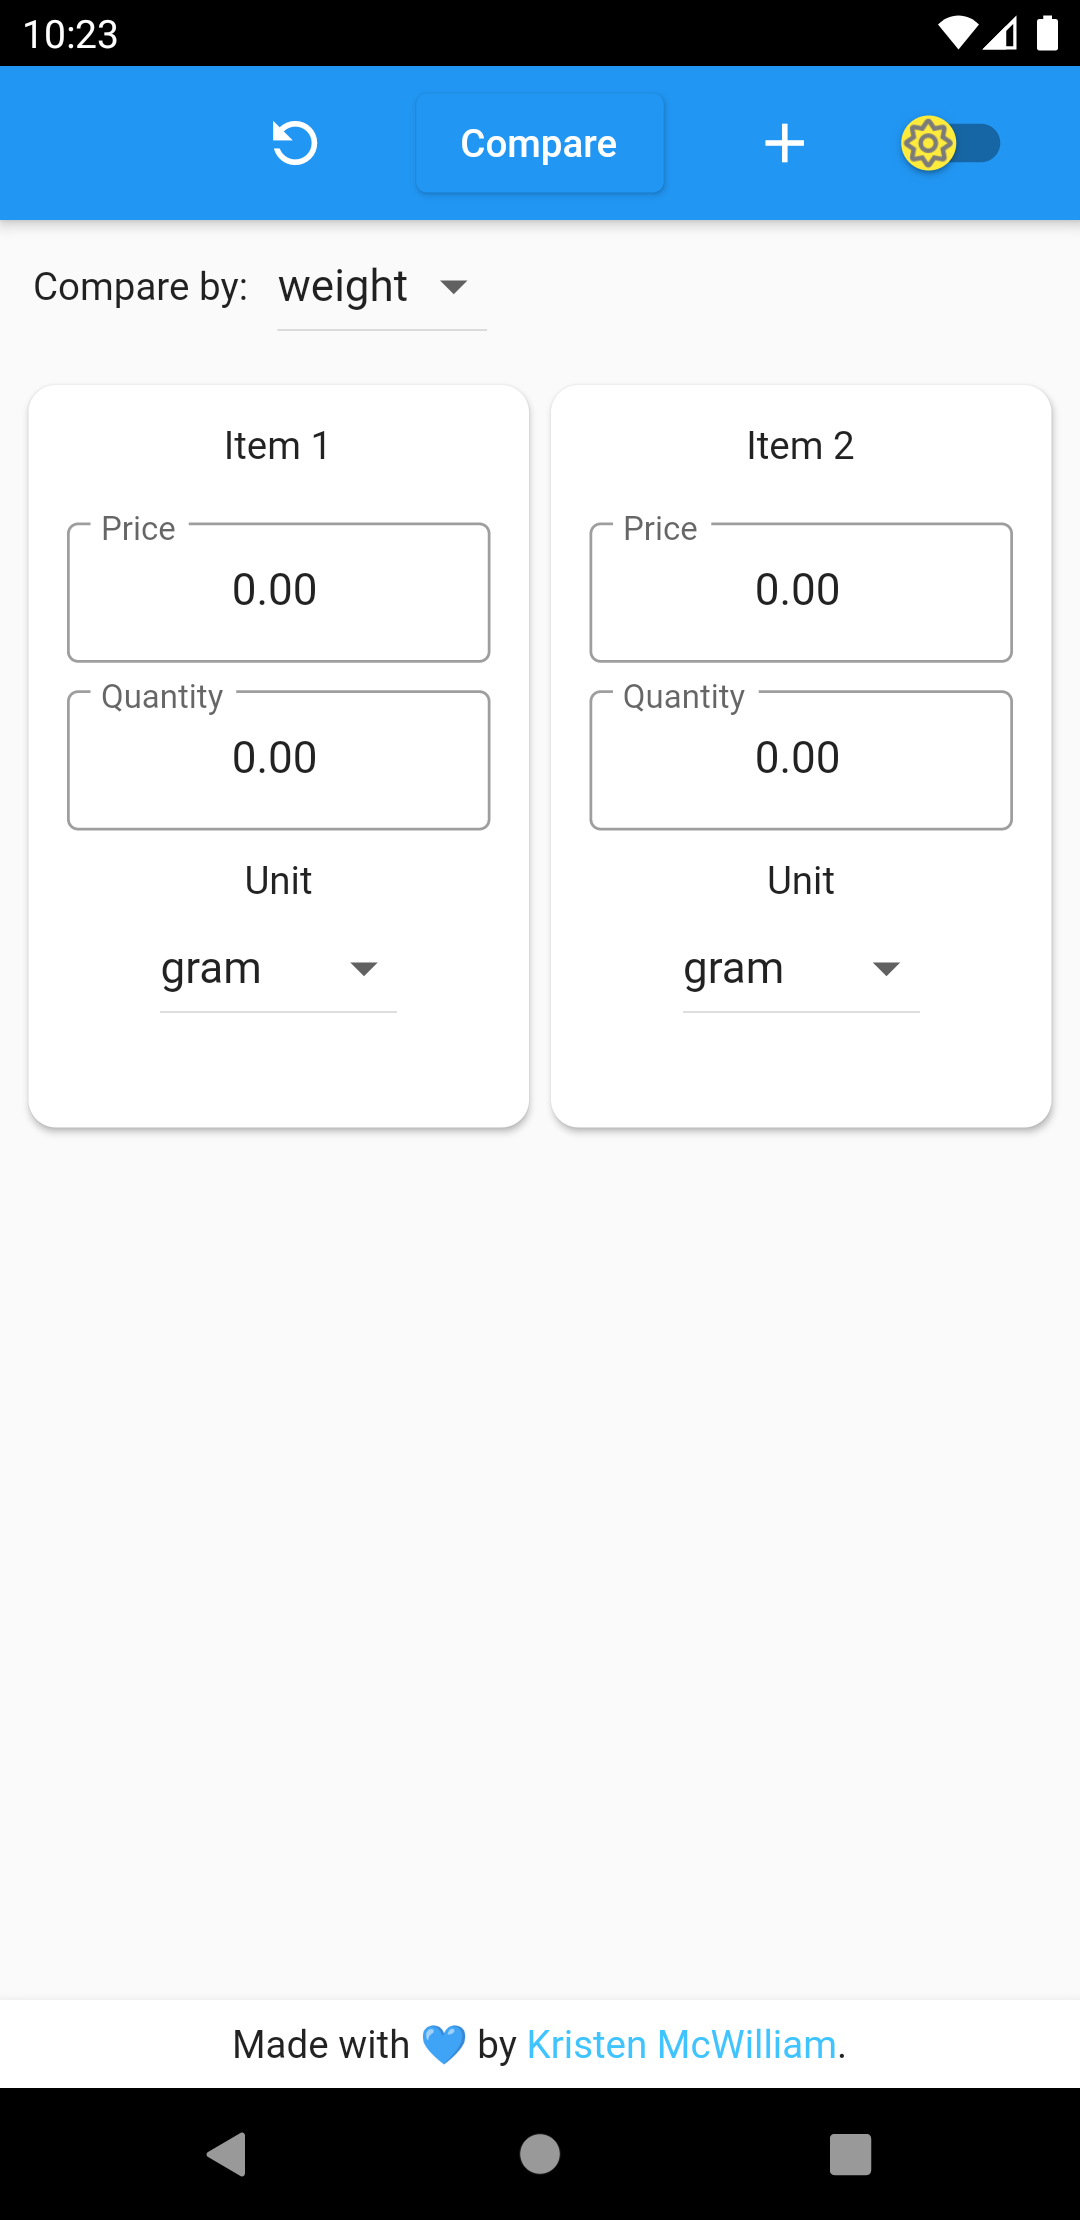 10:23
Compare
Compare by: weight
Item 1
Price
0.00
Quantity
0.00
Unit
gram
Item 2
Price
0.00
Quantity
0.00
Unit
gram
Made with 💙 by Kristen McWilliam.